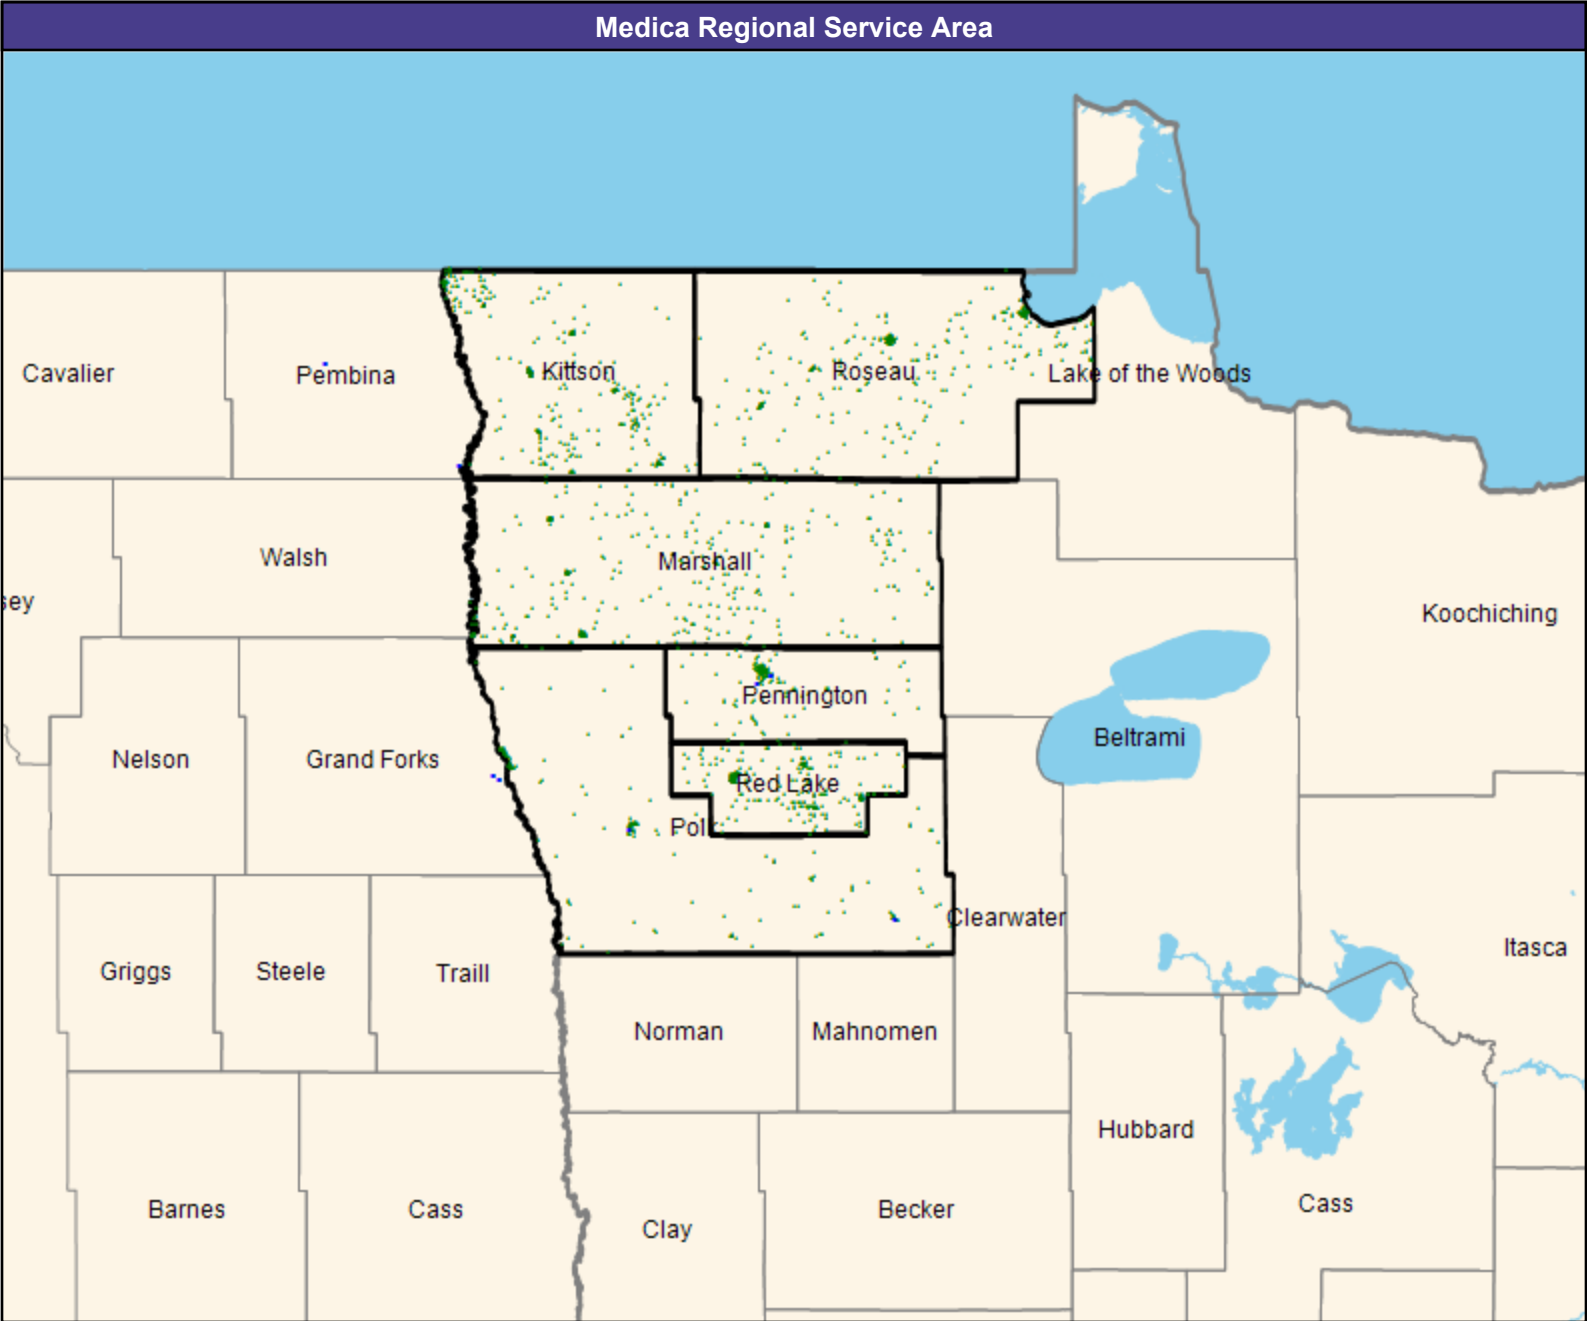 Medica Regional Service Area
Cavalier
Pembina
Kittson
Roseau
Lake of the Woods
Walsh
Marshall
sey
Koochiching
Pennington
Nelson
Grand Forks
Beltrami
Red Lake
Pol
Clearwater
Griggs
Steele
Traill
Itasca
Norman
Mahnomen
Hubbard
Barnes
Cass
Clay
Becker
Cass